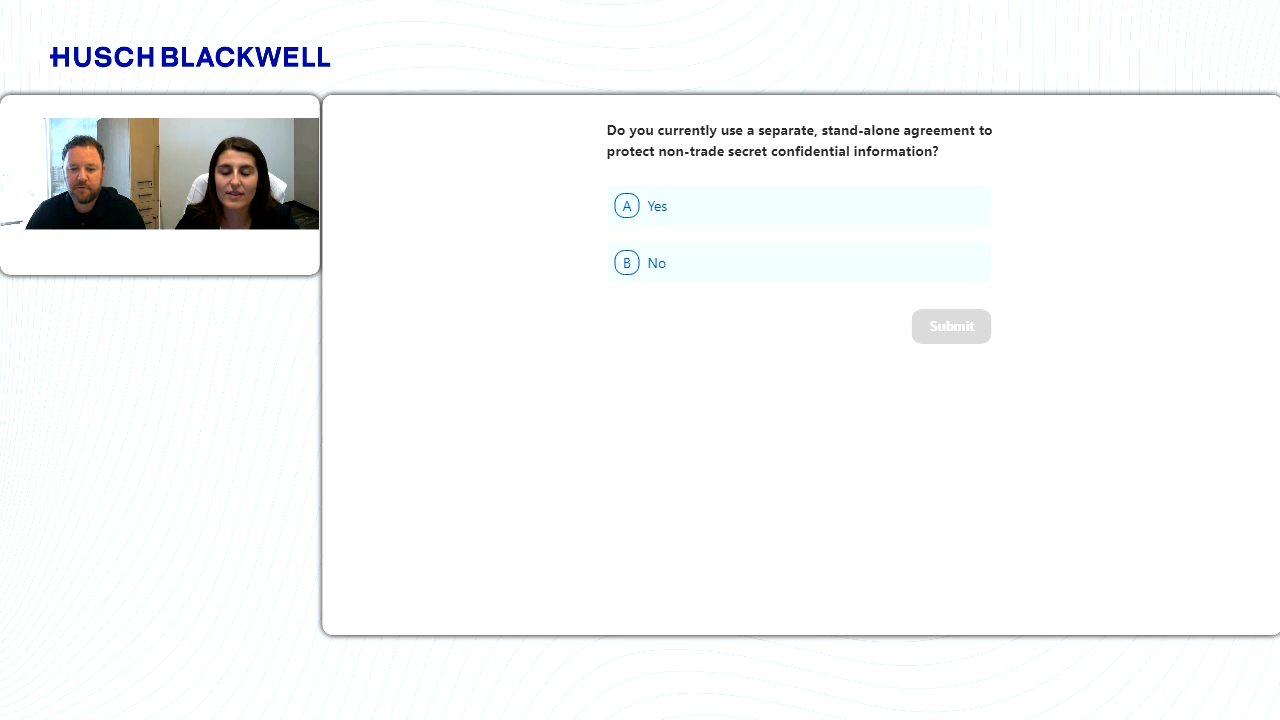 HUSCH BLACKWELL
Do you currently use a separate, stand-alone agreement to
protect non-trade secret confidential information?
A Yes
B No
Submit